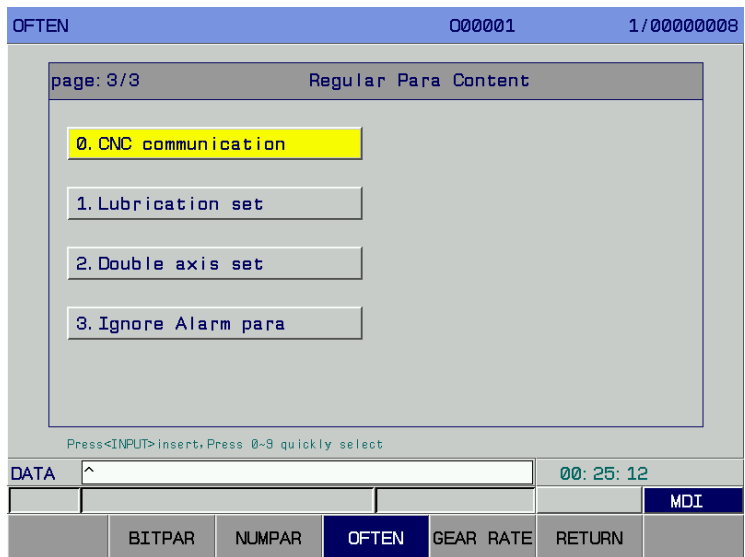 OFTEN O00001 1/00000008
page: 3/3 Regular Para Content
0. CNC communication
1. Lubrication set
2. Double axis set
3. Ignore Alarm para
Press<INPUT>insert,Press 0~9 quickly select
DATA ^ 00: 25: 12
MDI
BITPAR NUMPAR OFTEN GEAR RATE RETURN